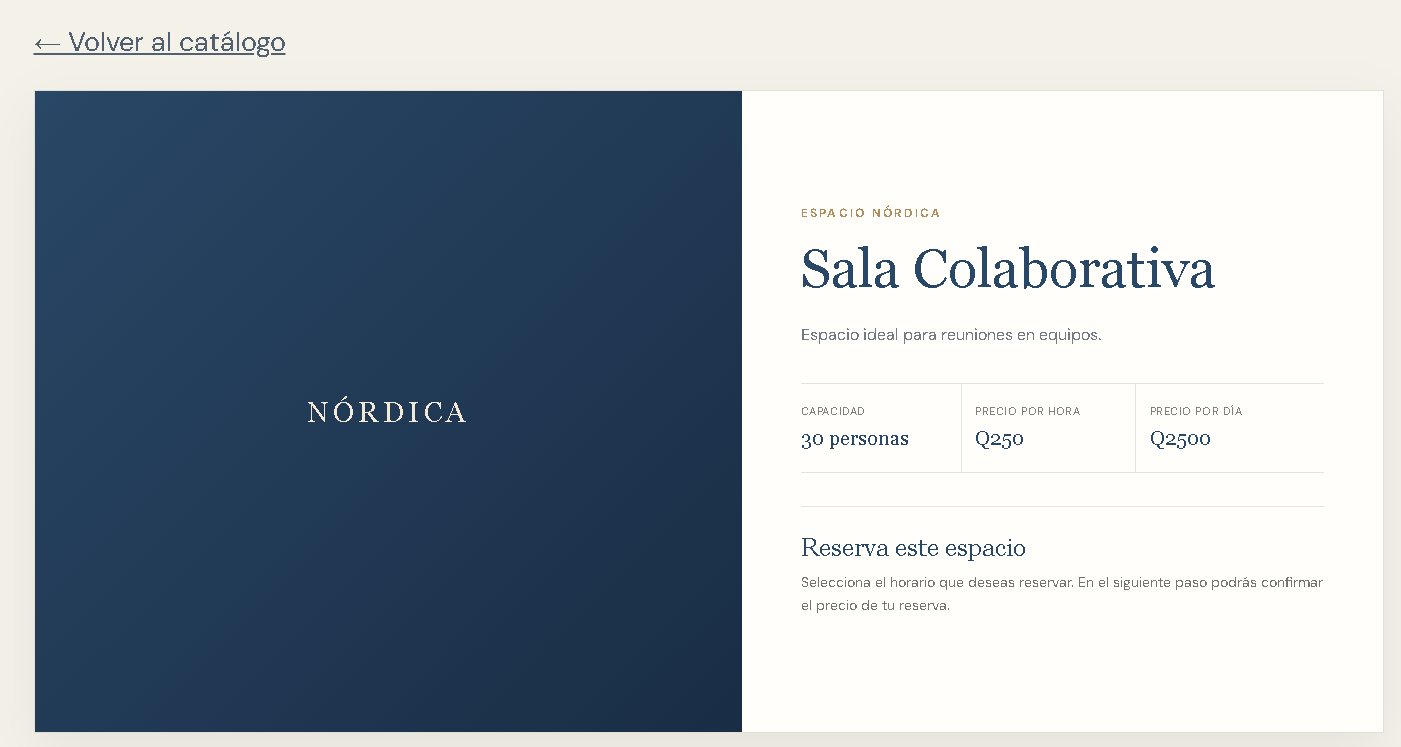 ← Volver al catálogo
NÓRDICA
ESPACIO NÓRDICA
Sala Colaborativa
Espacio ideal para reuniones en equipos.
CAPACIDAD
30 personas
PRECIO POR HORA
Q250
PRECIO POR DÍA
Q2500
Reserva este espacio
Selecciona el horario que deseas reservar. En el siguiente paso podrás confirmar
el precio de tu reserva.